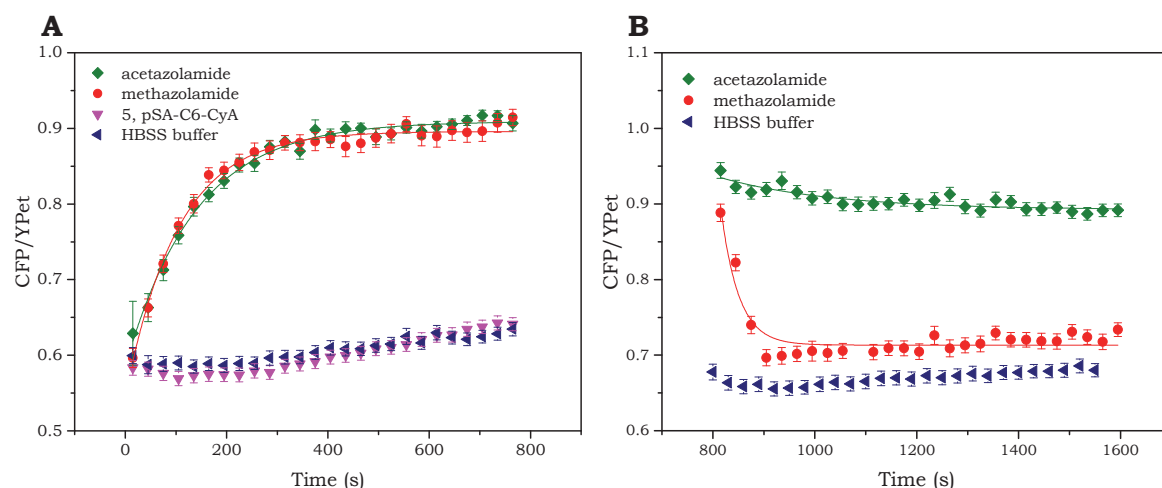 A
B
1.0
0.9
0.8
0.7
0.6
0.5
CFP/YPet
acetazolamide
methazolamide
5, pSA-C6-CyA
HBSS buffer
0
200
400
600
800
Time (s)
1.1
1.0
0.9
0.8
0.7
0.6
CFP/YPet
acetazolamide
methazolamide
HBSS buffer
800
1000
1200
1400
1600
Time (s)